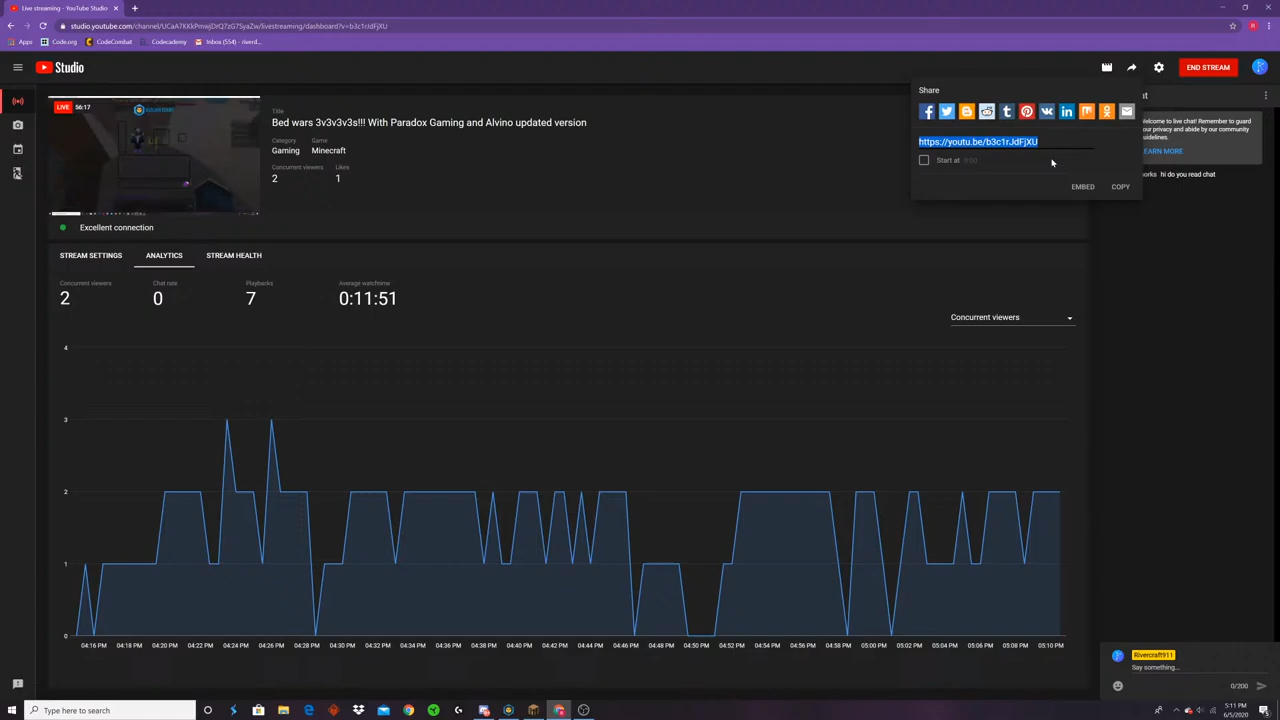 Live streaming - YouTube Studio
studio.youtube.com/channel/UCaA7KKkPmwjDrQ7zG7SyaZw/livestreaming/dashboard?v=b3c1rJdFjXU
Apps Code.org CodeCombat Codecademy Inbox (554) - riverd...
Studio
END STREAM
LIVE 56:17
Title
Bed wars 3v3v3v3s!!! With Paradox Gaming and Alvino updated version
Category Game
Gaming Minecraft
Concurrent viewers Likes
2 1
Excellent connection
Share
https://youtu.be/b3c1rJdFjXU
Start at 0:00
EMBED COPY
Welcome to live chat! Remember to guard
your privacy and abide by our community
guidelines.
LEARN MORE
hi do you read chat
STREAM SETTINGS ANALYTICS STREAM HEALTH
Concurrent viewers Chat rate Playbacks Average watchtime
2 0 7 0:11:51
Concurrent viewers
4
3
2
1
0
04:16 PM 04:18 PM 04:20 PM 04:22 PM 04:24 PM 04:26 PM 04:28 PM 04:30 PM 04:32 PM 04:34 PM 04:36 PM 04:38 PM 04:40 PM 04:42 PM 04:44 PM 04:46 PM 04:48 PM 04:50 PM 04:52 PM 04:54 PM 04:56 PM 04:58 PM 05:00 PM 05:02 PM 05:04 PM 05:06 PM 05:08 PM 05:10 PM
Rivercraft911
Say something...
0/200
Type here to search
5:11 PM
6/5/2020